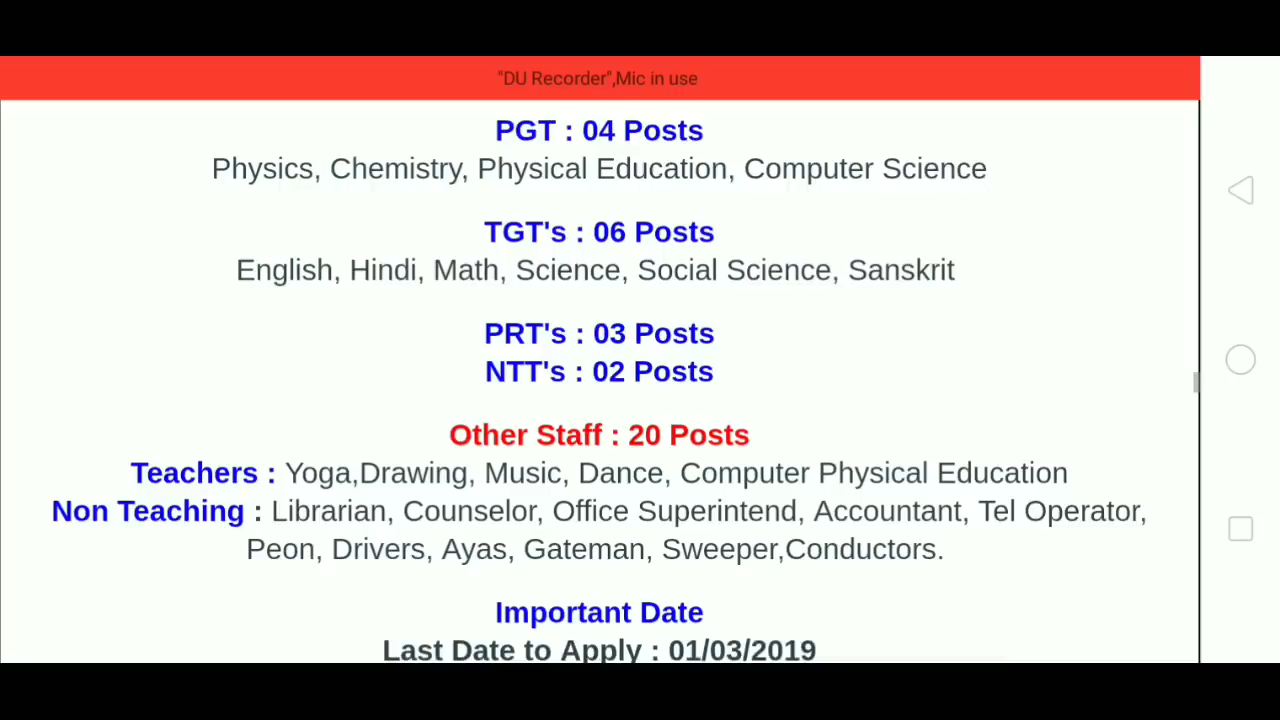 "DU Recorder",Mic in use
PGT : 04 Posts
Physics, Chemistry, Physical Education, Computer Science
TGT's : 06 Posts
English, Hindi, Math, Science, Social Science, Sanskrit
PRT's : 03 Posts
NTT's : 02 Posts
Other Staff : 20 Posts
Teachers : Yoga,Drawing, Music, Dance, Computer Physical Education
Non Teaching : Librarian, Counselor, Office Superintend, Accountant, Tel Operator,
Peon, Drivers, Ayas, Gateman, Sweeper,Conductors.
Important Date
Last Date to Apply : 01/03/2019